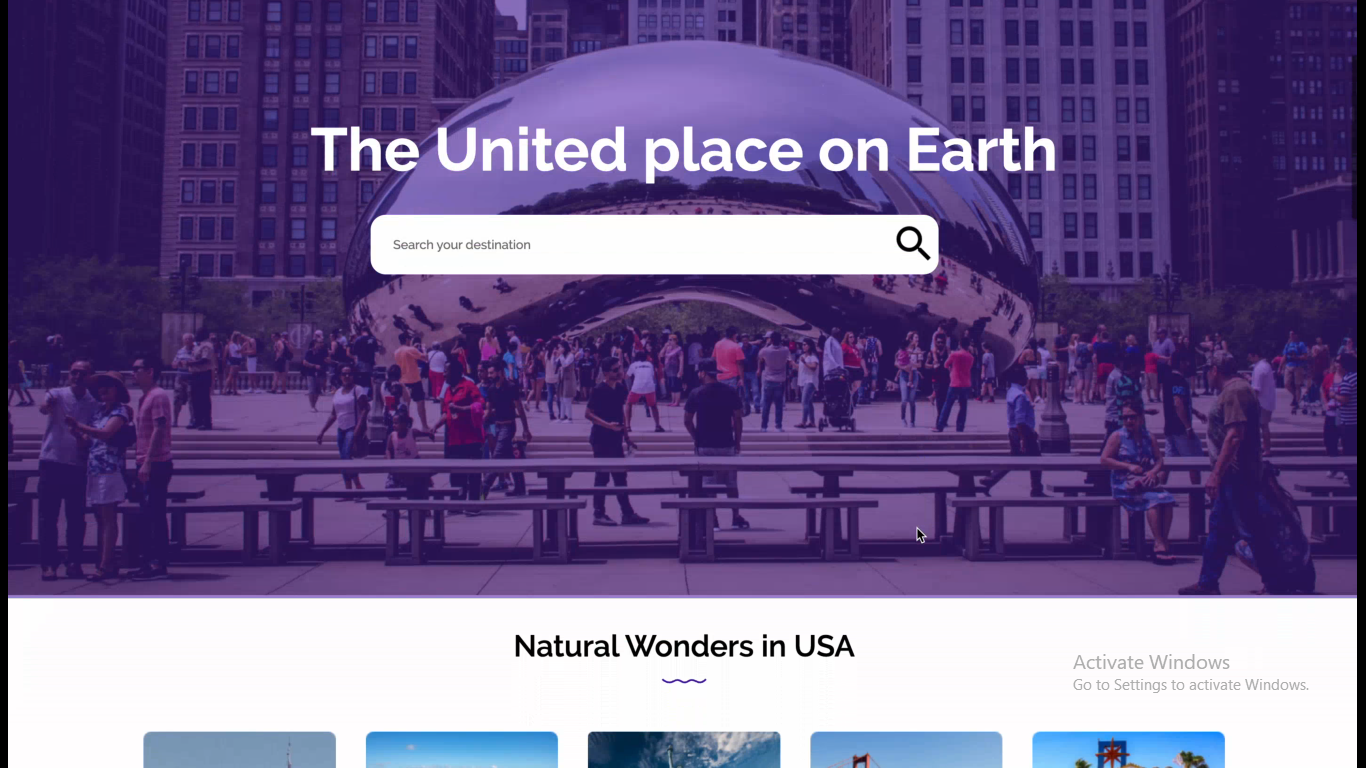 The United place on Earth
Search your destination
Natural Wonders in USA
Activate Windows
Go to Settings to activate Windows.